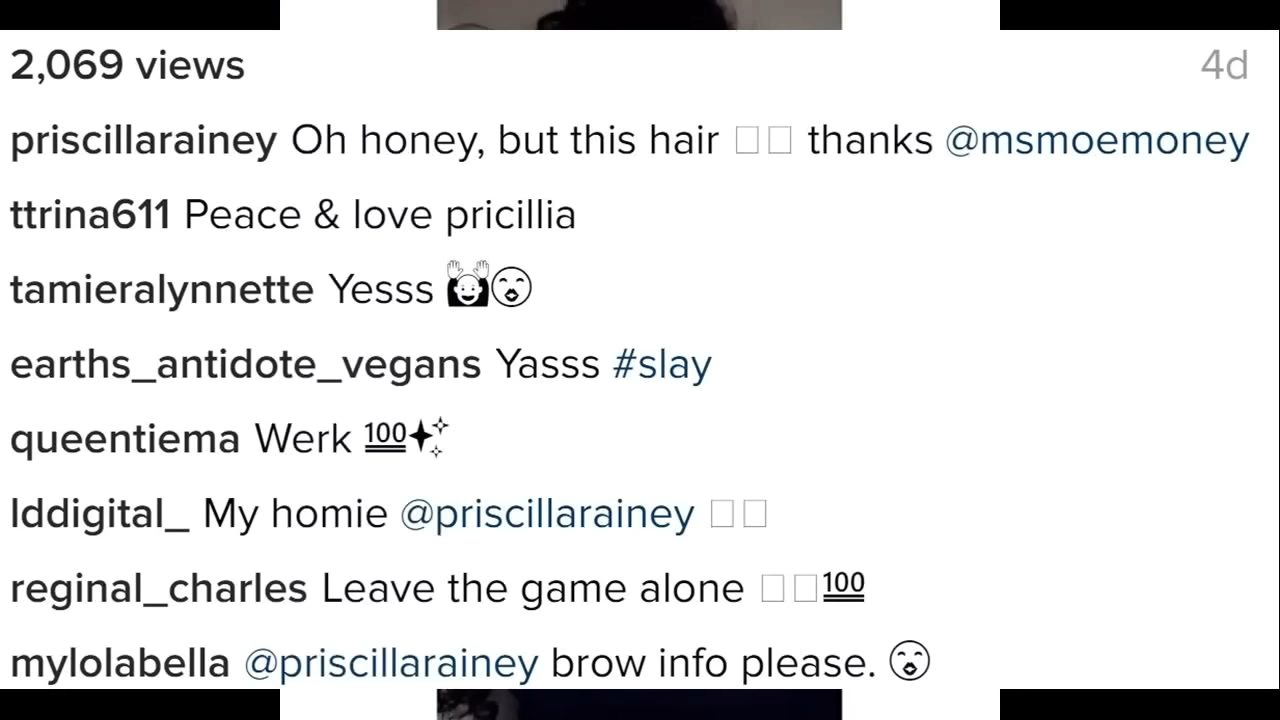 2,069 views 4d
priscillarainey Oh honey, but this hair □□ thanks @msmoemoney
ttrina611 Peace & love pricillia
tamieralynnette Yesss 🙌😗
earths_antidote_vegans Yasss #slay
queentiema Werk 💯✨
lddigital_ My homie @priscillarainey □□
reginal_charles Leave the game alone □□💯
mylolabella @priscillarainey brow info please. 😗